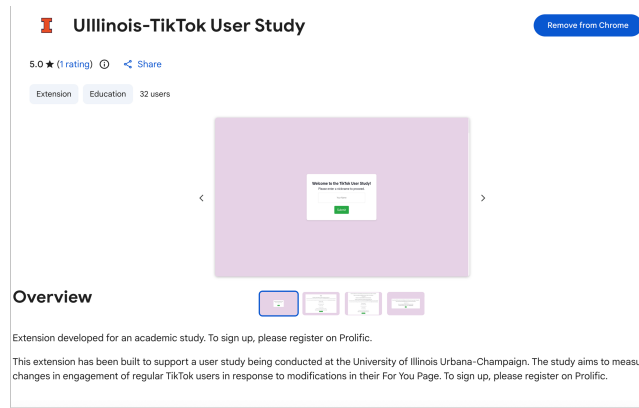 UIllinois-TikTok User Study
Remove from Chrome
5.0 ★ (1 rating) Share
Extension Education 32 users
Welcome to the TikTok User Study!
Overview
Extension developed for an academic study. To sign up, please register on Prolific.
This extension has been built to support a user study being conducted at the University of Illinois Urbana-Champaign. The study aims to measu
changes in engagement of regular TikTok users in response to modifications in their For You Page. To sign up, please register on Prolific.